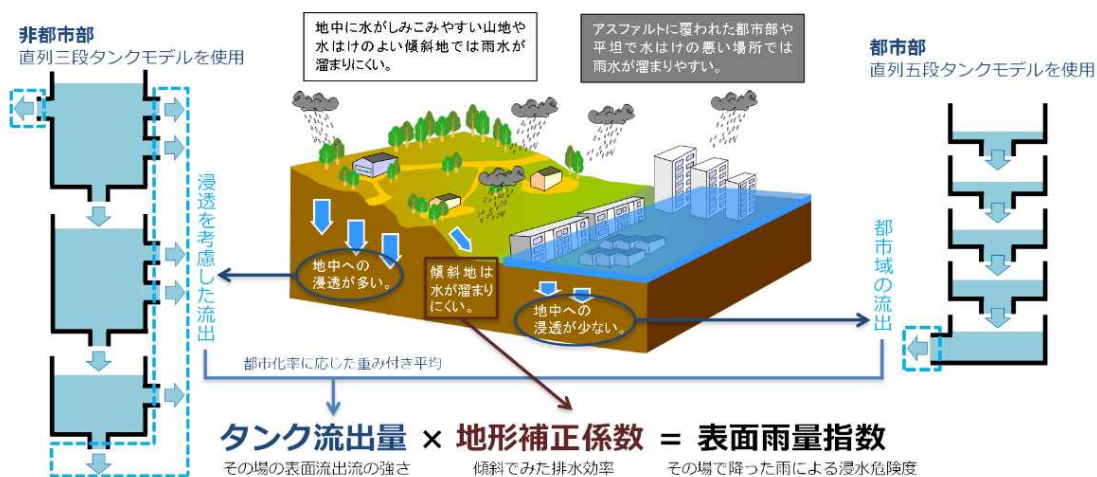 非都市部
直列三段タンクモデルを使用
地中に水がしみこみやすい山地や
水はけのよい傾斜地では雨水が
溜まりにくい。
アスファルトに覆われた都市部や
平坦で水はけの悪い場所では
雨水が溜まりやすい。
都市部
直列五段タンクモデルを使用
浸透を考慮した流出
地中への
浸透が多い。
傾斜地は
水が溜まり
にくい。
地中への
浸透が少ない。
都市域の流出
都市化率に応じた重み付き平均
タンク流出量 × 地形補正係数 = 表面雨量指数
その場の表面流出流の強さ 傾斜でみた排水効率 その場で降った雨による浸水危険度